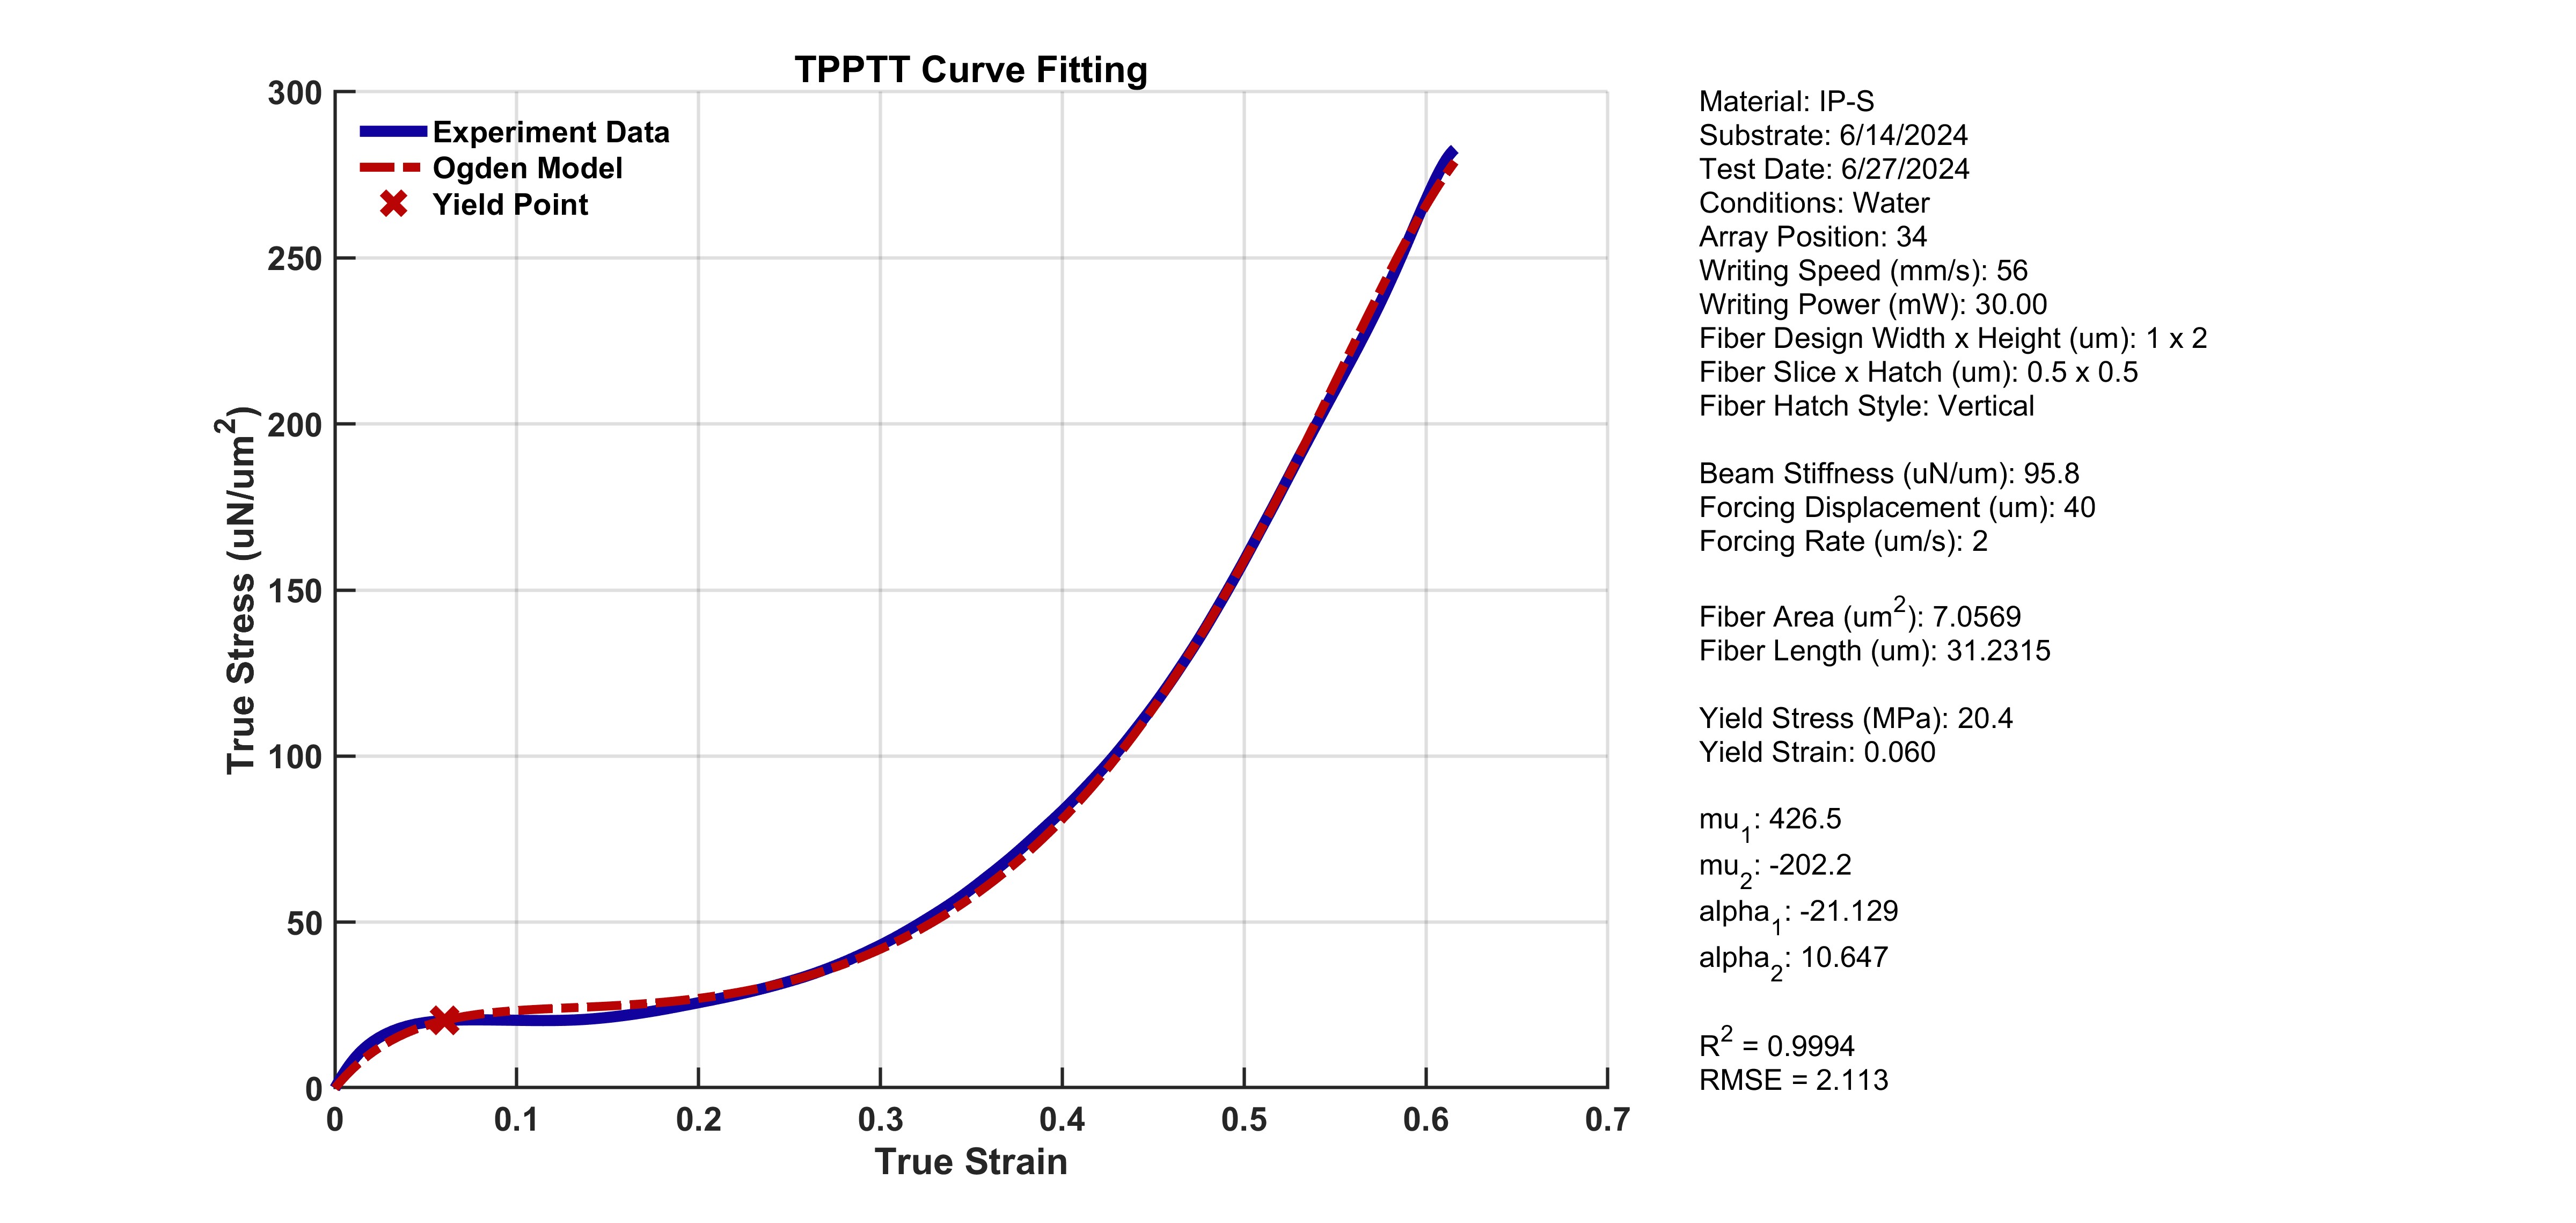 TPPTT Curve Fitting
300
250
200
150
100
50
0
True Stress (uN/um2)
Experiment Data
Ogden Model
Yield Point
0 0.1 0.2 0.3 0.4 0.5 0.6 0.7
True Strain
Material: IP-S
Substrate: 6/14/2024
Test Date: 6/27/2024
Conditions: Water
Array Position: 34
Writing Speed (mm/s): 56
Writing Power (mW): 30.00
Fiber Design Width x Height (um): 1 x 2
Fiber Slice x Hatch (um): 0.5 x 0.5
Fiber Hatch Style: Vertical
Beam Stiffness (uN/um): 95.8
Forcing Displacement (um): 40
Forcing Rate (um/s): 2
Fiber Area (um2): 7.0569
Fiber Length (um): 31.2315
Yield Stress (MPa): 20.4
Yield Strain: 0.060
mu1: 426.5
mu2: -202.2
alpha1: -21.129
alpha2: 10.647
R2 = 0.9994
RMSE = 2.113